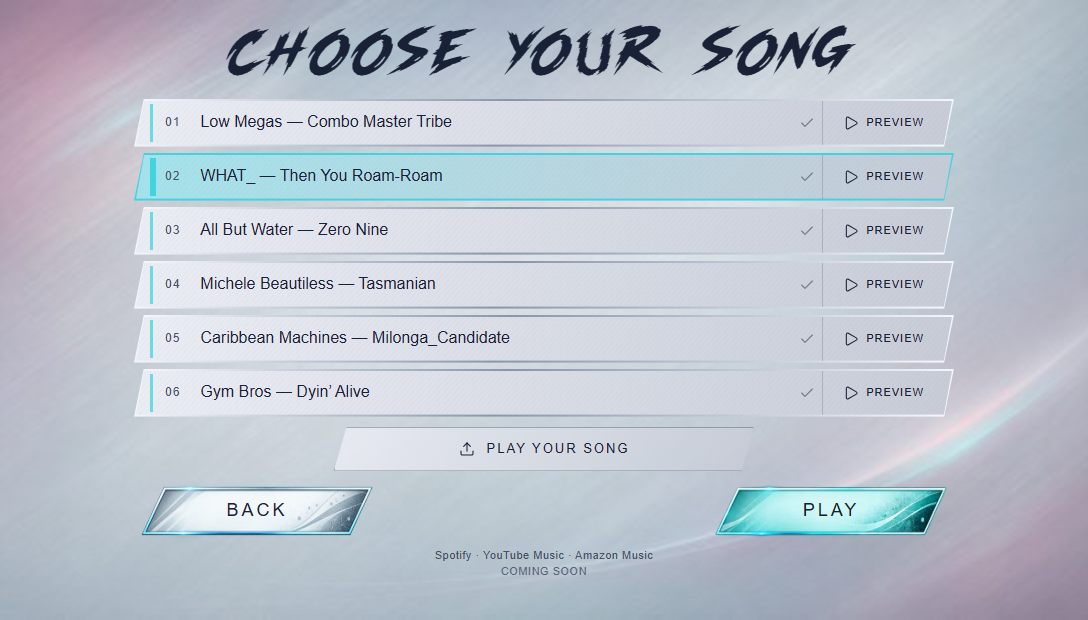 CHOOSE YOUR SONG
01 Low Megas — Combo Master Tribe PREVIEW
02 WHAT_ — Then You Roam-Roam PREVIEW
03 All But Water — Zero Nine PREVIEW
04 Michele Beautiless — Tasmanian PREVIEW
05 Caribbean Machines — Milonga_Candidate PREVIEW
06 Gym Bros — Dyin’ Alive PREVIEW
PLAY YOUR SONG
BACK PLAY
Spotify · YouTube Music · Amazon Music
COMING SOON